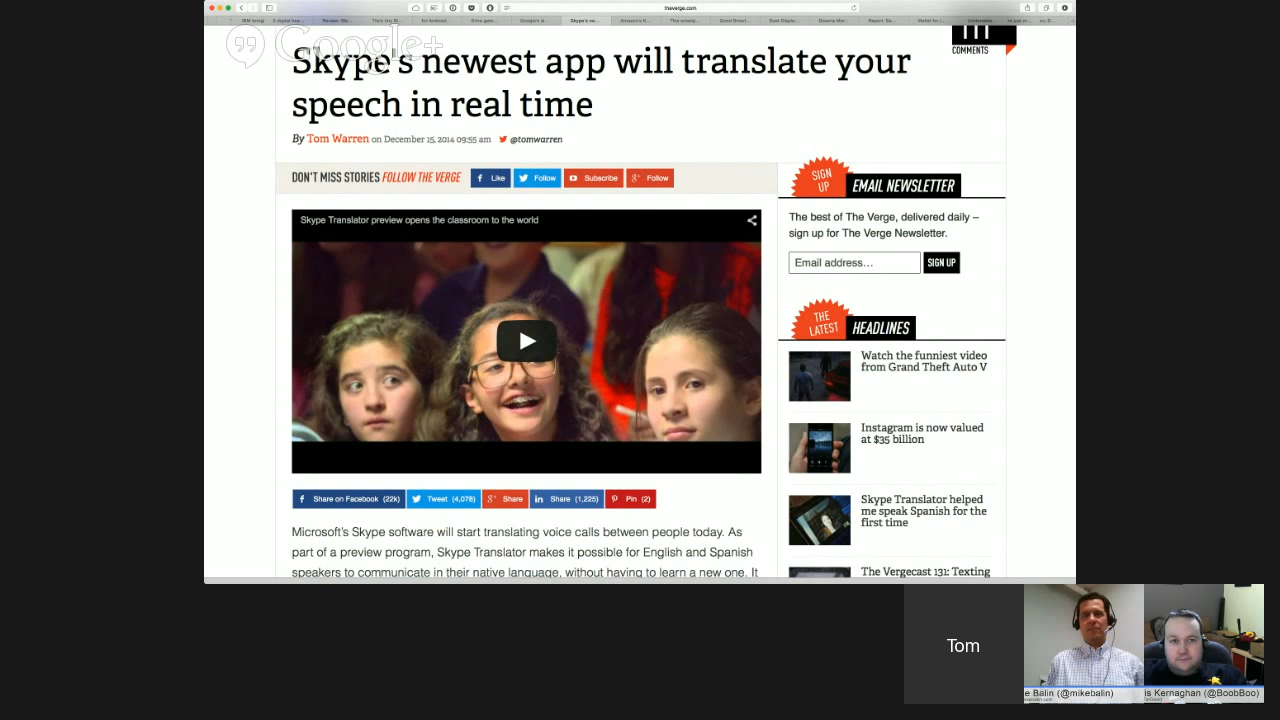 theverge.com
Skype's ne...
Google+
Skype's newest app will translate your
speech in real time
COMMENTS
By Tom Warren on December 15, 2014 09:55 am @tomwarren
DON'T MISS STORIES FOLLOW THE VERGE
Like
Follow
Subscribe
Follow
SIGN
UP
EMAIL NEWSLETTER
The best of The Verge, delivered daily –
sign up for The Verge Newsletter.
Email address…
SIGN UP
Skype Translator preview opens the classroom to the world
THE
LATEST
HEADLINES
Watch the funniest video
from Grand Theft Auto V
Instagram is now valued
at $35 billion
Skype Translator helped
me speak Spanish for the
first time
The Vergecast 131: Texting
Share on Facebook (22k)
Tweet (4,078)
Share
Share (1,225)
Pin (2)
Microsoft's Skype software will start translating voice calls between people today. As
part of a preview program, Skype Translator makes it possible for English and Spanish
speakers to communicate in their native language, without having to learn a new one. It
Tom
e Balin (@mikebalin)
is Kernaghan (@BoobBoo)